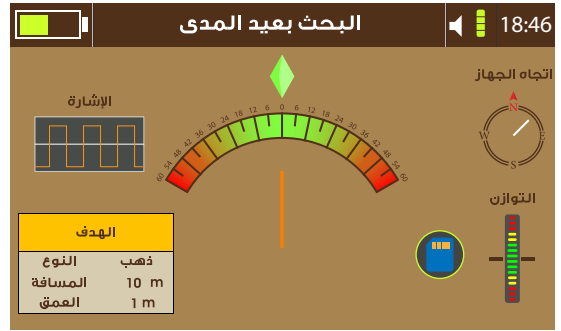 البحث بعيد المدى
18:46
اتجاه الجهاز
N
W E
S
الإشارة
60 54 48 42 36 30 24 18 12 6 0 6 12 18 24 30 36 42 48 54 60
التوازن
الهدف
النوع ذهب
المسافة 10 m
العمق 1 m